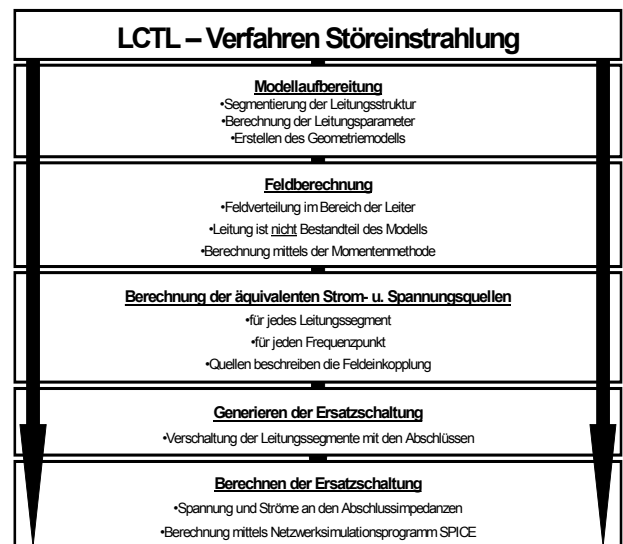 LCTL – Verfahren Störeinstrahlung
Modellaufbereitung
•Segmentierung der Leitungsstruktur
•Berechnung der Leitungsparameter
•Erstellen des Geometriemodells
Feldberechnung
•Feldverteilung im Bereich der Leiter
•Leitung ist nicht Bestandteil des Modells
•Berechnung mittels der Momentenmethode
Berechnung der äquivalenten Strom- u. Spannungsquellen
•für jedes Leitungssegment
•für jeden Frequenzpunkt
•Quellen beschreiben die Feldeinkopplung
Generieren der Ersatzschaltung
•Verschaltung der Leitungssegmente mit den Abschlüssen
Berechnen der Ersatzschaltung
•Spannung und Ströme an den Abschlussimpedanzen
•Berechnung mittels Netzwerksimulationsprogramm SPICE